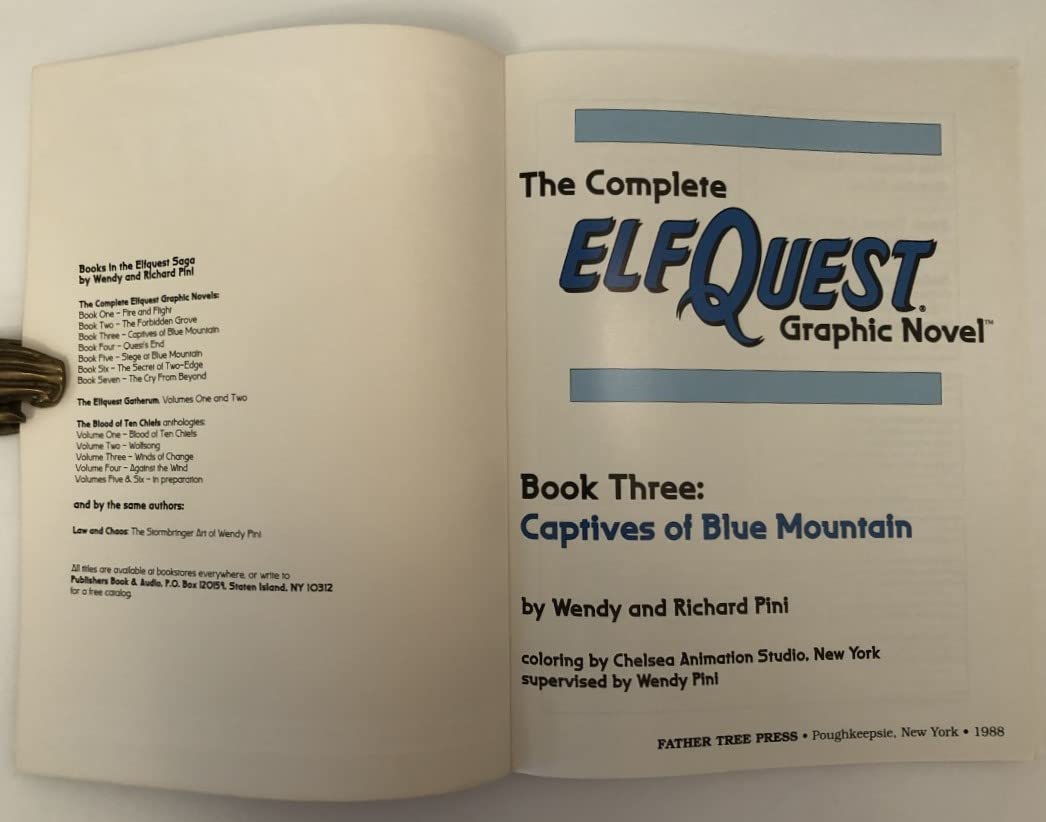 Books in the Elfquest Saga
by Wendy and Richard Pini
The Complete Elfquest Graphic Novels:
Book One - Fire and Flight
Book Two - The Forbidden Grove
Book Three - Captives of Blue Mountain
Book Four - Quest's End
Book Five - Siege at Blue Mountain
Book Six - The Secret of Two-Edge
Book Seven - The Cry From Beyond
The Elfquest Gatherum, Volumes One and Two
The Blood of Ten Chiefs anthologies:
Volume One - Blood of Ten Chiefs
Volume Two - Wolfsong
Volume Three - Winds of Change
Volume Four - Against the Wind
Volumes Five & Six - in preparation
and by the same authors:
Law and Chaos: The Stormbringer Art of Wendy Pini
All titles are available at bookstores everywhere, or write to
Publishers Book & Audio, P.O. Box 120159, Staten Island, NY 10312
for a free catalog.
The Complete
ELFQUEST®
Graphic Novel™
Book Three:
Captives of Blue Mountain
by Wendy and Richard Pini
coloring by Chelsea Animation Studio, New York
supervised by Wendy Pini
FATHER TREE PRESS • Poughkeepsie, New York • 1988